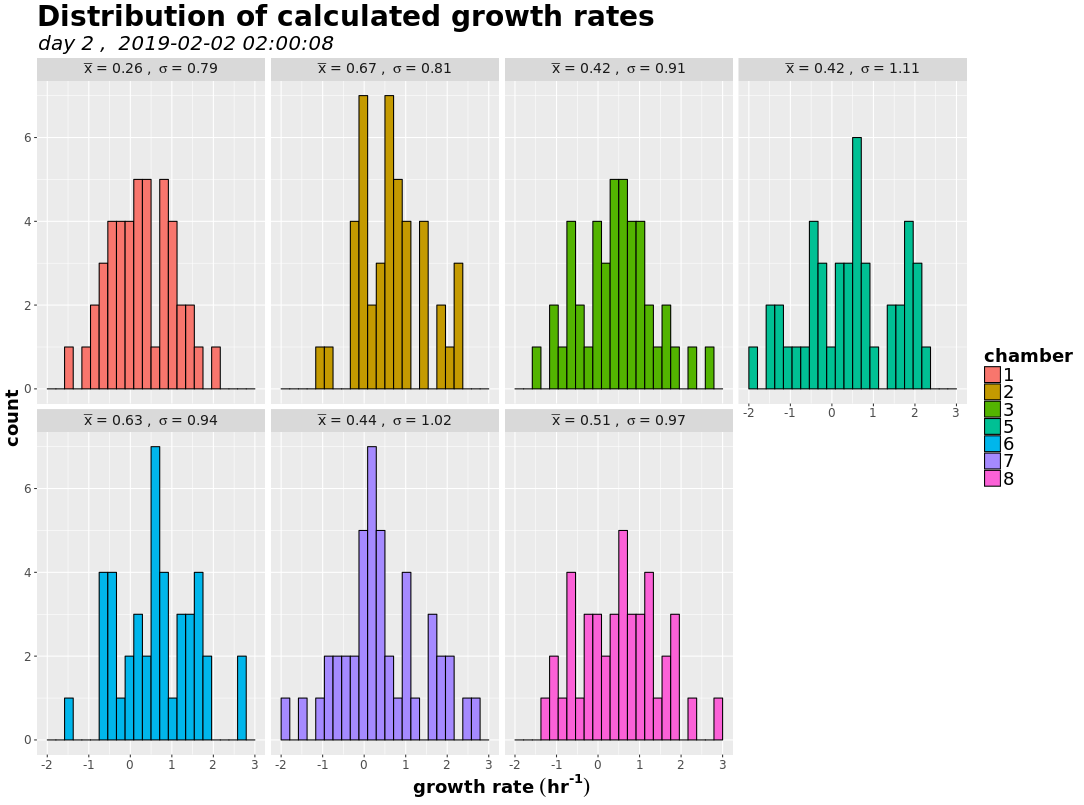 Distribution of calculated growth rates
day 2 ,  2019-02-02 02:00:08
x̅ = 0.26 ,  σ = 0.79
x̅ = 0.67 ,  σ = 0.81
x̅ = 0.42 ,  σ = 0.91
x̅ = 0.42 ,  σ = 1.11
6
4
2
0
-2 -1 0 1 2 3
x̅ = 0.63 ,  σ = 0.94
x̅ = 0.44 ,  σ = 1.02
x̅ = 0.51 ,  σ = 0.97
6
4
2
0
-2 -1 0 1 2 3
-2 -1 0 1 2 3
-2 -1 0 1 2 3
count
growth rate (hr⁻¹)
chamber
1
2
3
5
6
7
8